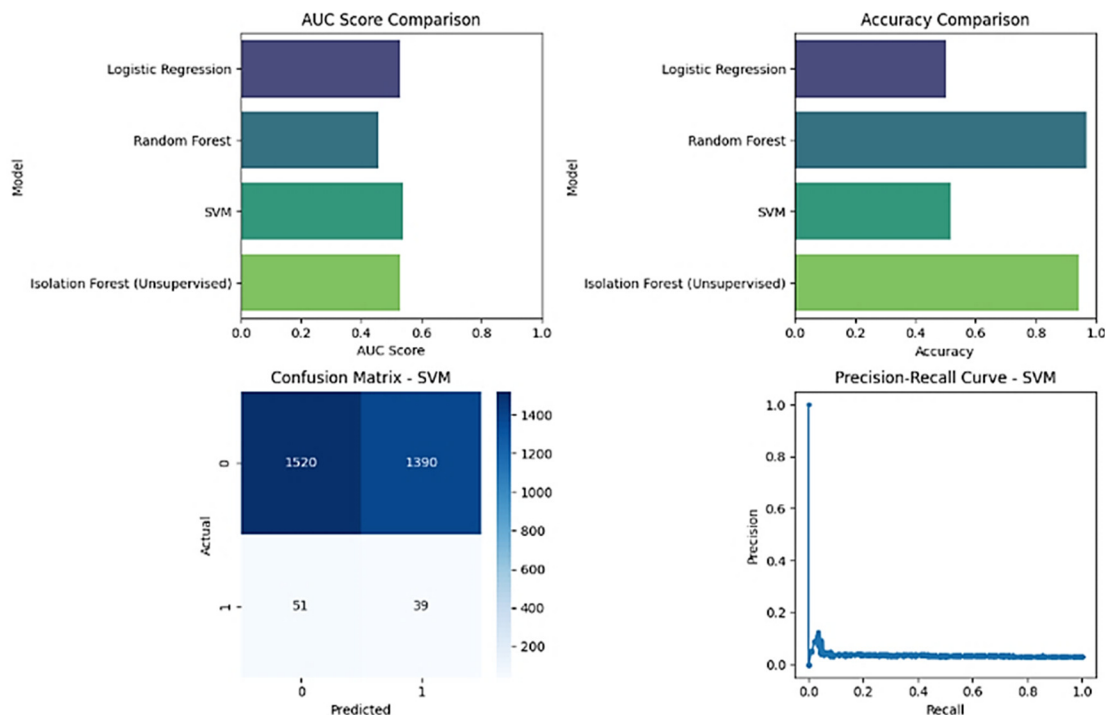 AUC Score Comparison
Logistic Regression
Random Forest
SVM
Isolation Forest (Unsupervised)
Model
0.0 0.2 0.4 0.6 0.8 1.0
AUC Score
Accuracy Comparison
Logistic Regression
Random Forest
SVM
Isolation Forest (Unsupervised)
Model
0.0 0.2 0.4 0.6 0.8 1.0
Accuracy
Confusion Matrix - SVM
Actual
0
1
1520 1390
51 39
0 1
Predicted
1400
1200
1000
800
600
400
200
Precision-Recall Curve - SVM
Precision
1.0
0.8
0.6
0.4
0.2
0.0
0.0 0.2 0.4 0.6 0.8 1.0
Recall